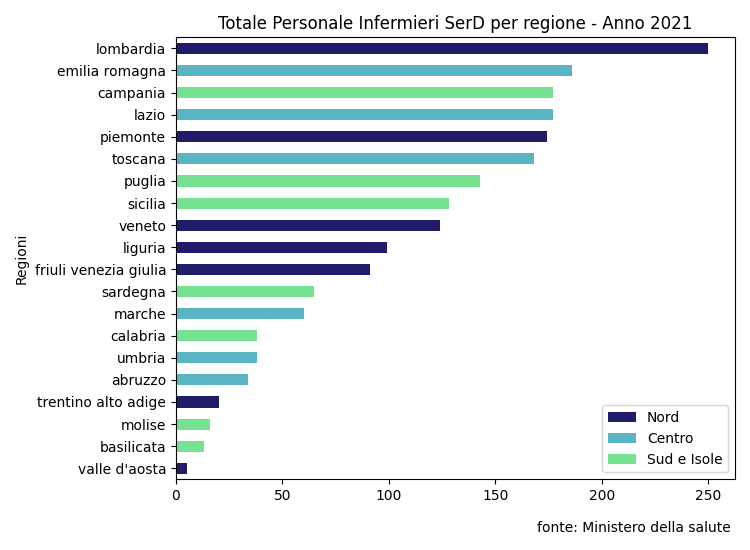 Totale Personale Infermieri SerD per regione - Anno 2021
Regioni
lombardia
emilia romagna
campania
lazio
piemonte
toscana
puglia
sicilia
veneto
liguria
friuli venezia giulia
sardegna
marche
calabria
umbria
abruzzo
trentino alto adige
molise
basilicata
valle d'aosta
Nord
Centro
Sud e Isole
0 50 100 150 200 250
fonte: Ministero della salute